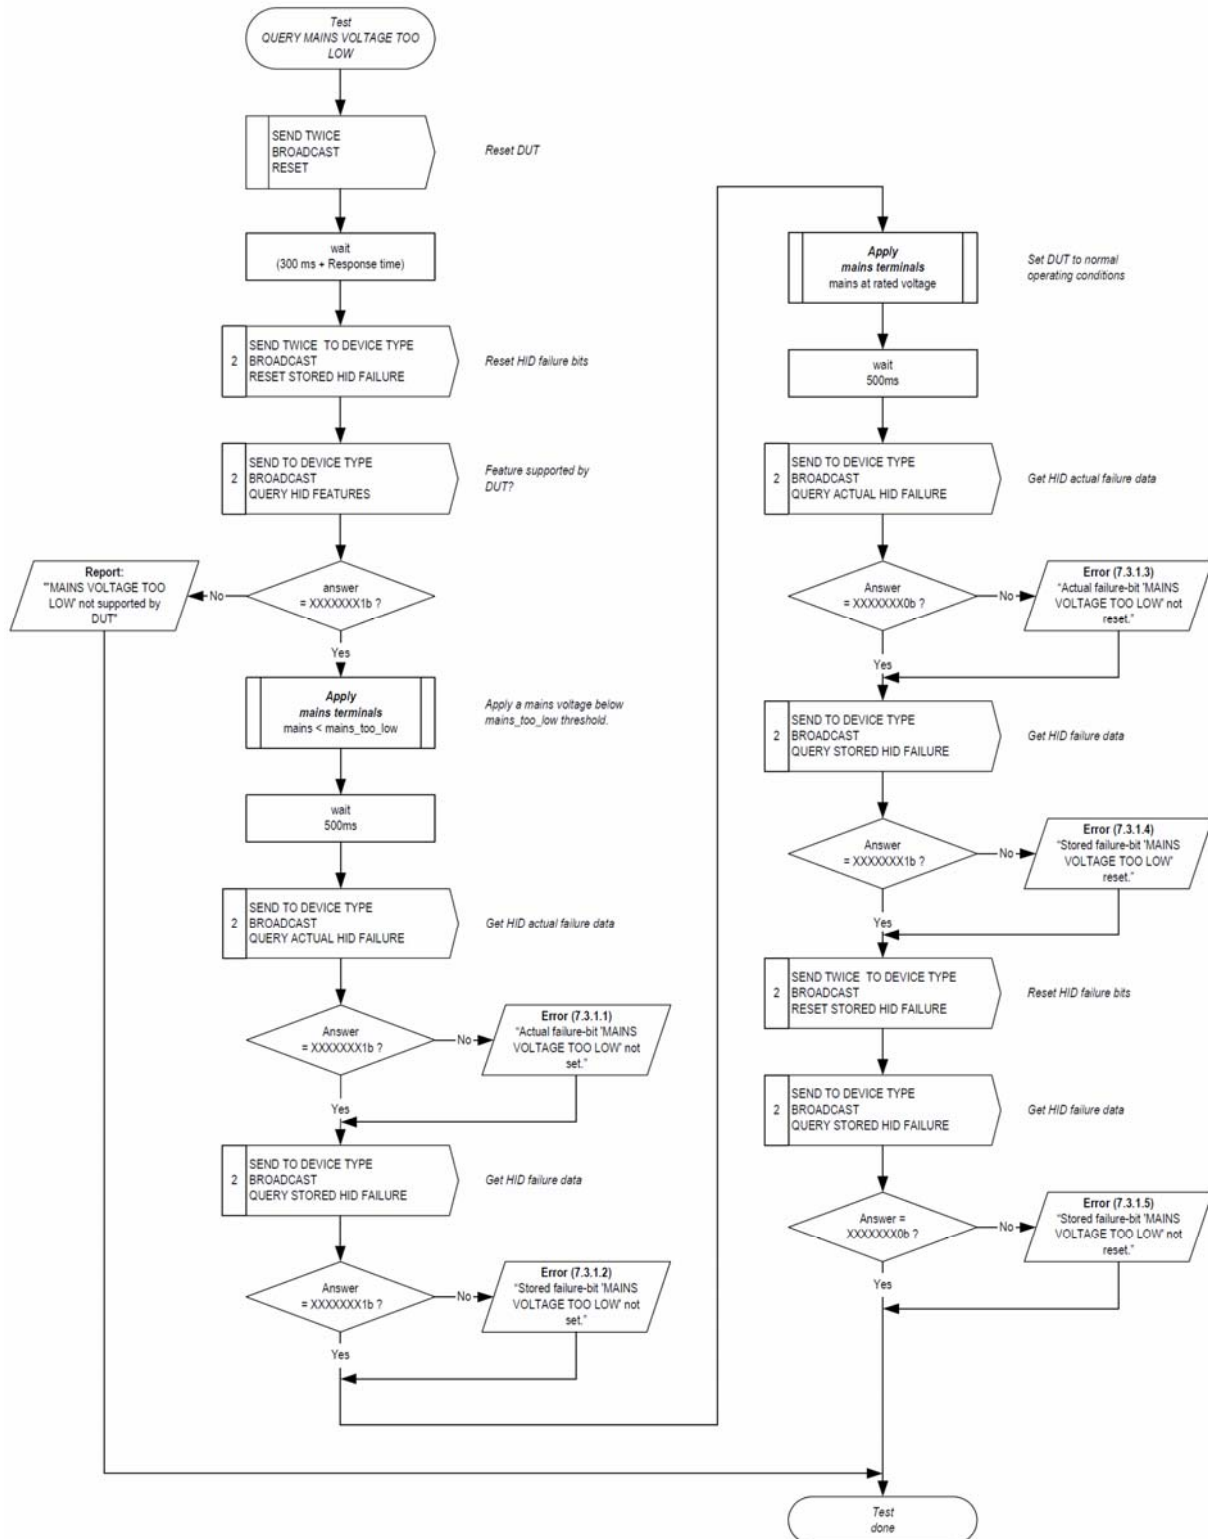 Test
QUERY MAINS VOLTAGE TOO
LOW
SEND TWICE
BROADCAST
RESET
Reset DUT
wait
(300 ms + Response time)
2
SEND TWICE TO DEVICE TYPE
BROADCAST
RESET STORED HID FAILURE
Reset HID failure bits
2
SEND TO DEVICE TYPE
BROADCAST
QUERY HID FEATURES
Feature supported by
DUT?
answer
= XXXXXXX1b ?
No
Report:
"'MAINS VOLTAGE TOO
LOW' not supported by
DUT"
Yes
Apply
mains terminals
mains < mains_too_low
Apply a mains voltage below
mains_too_low threshold.
wait
500ms
2
SEND TO DEVICE TYPE
BROADCAST
QUERY ACTUAL HID FAILURE
Get HID actual failure data
Answer
= XXXXXXX1b ?
No
Error (7.3.1.1)
“Actual failure-bit 'MAINS
VOLTAGE TOO LOW' not
set.”
Yes
2
SEND TO DEVICE TYPE
BROADCAST
QUERY STORED HID FAILURE
Get HID failure data
Answer
= XXXXXXX1b ?
No
Error (7.3.1.2)
“Stored failure-bit 'MAINS
VOLTAGE TOO LOW' not
set.”
Yes
Apply
mains terminals
mains at rated voltage
Set DUT to normal
operating conditions
wait
500ms
2
SEND TO DEVICE TYPE
BROADCAST
QUERY ACTUAL HID FAILURE
Get HID actual failure data
Answer
= XXXXXXX0b ?
No
Error (7.3.1.3)
“Actual failure-bit 'MAINS
VOLTAGE TOO LOW' not
reset.”
Yes
2
SEND TO DEVICE TYPE
BROADCAST
QUERY STORED HID FAILURE
Get HID failure data
Answer
= XXXXXXX1b ?
No
Error (7.3.1.4)
“Stored failure-bit 'MAINS
VOLTAGE TOO LOW'
reset.”
Yes
2
SEND TWICE TO DEVICE TYPE
BROADCAST
RESET STORED HID FAILURE
Reset HID failure bits
2
SEND TO DEVICE TYPE
BROADCAST
QUERY STORED HID FAILURE
Get HID failure data
Answer =
XXXXXXX0b ?
No
Error (7.3.1.5)
“Stored failure-bit 'MAINS
VOLTAGE TOO LOW' not
reset.”
Yes
Test
done